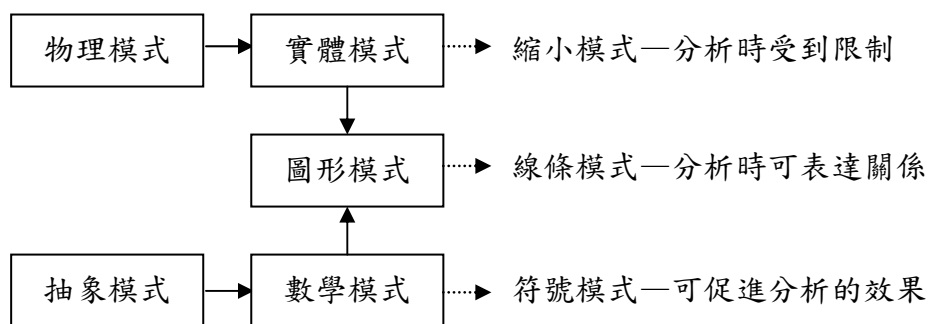 物理模式 實體模式 縮小模式—分析時受到限制
圖形模式 線條模式—分析時可表達關係
抽象模式 數學模式 符號模式—可促進分析的效果